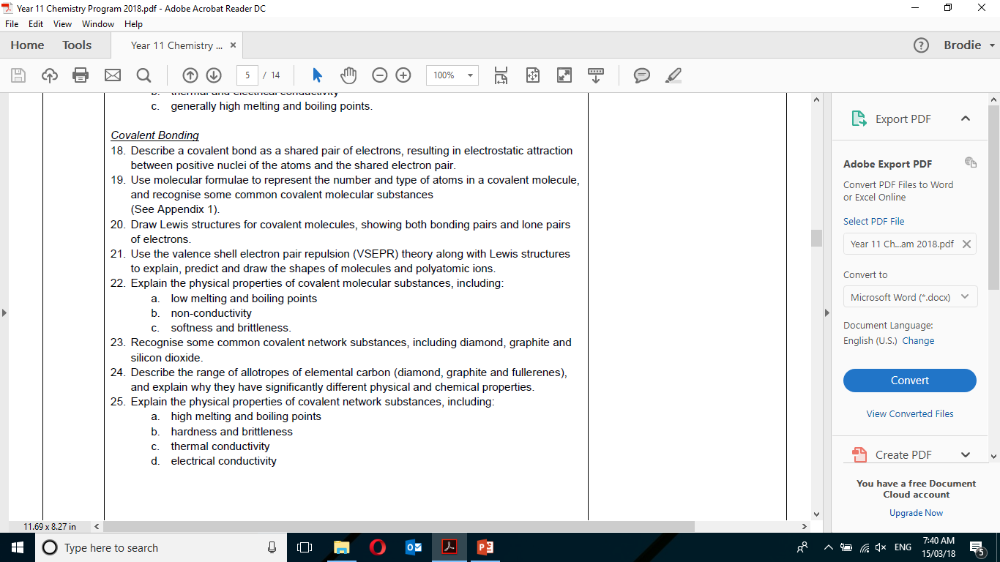 Year 11 Chemistry Program 2018.pdf - Adobe Acrobat Reader DC
File Edit View Window Help
Home Tools Year 11 Chemistry ... × Brodie
5 / 14 100%
b. thermal and electrical conductivity
c. generally high melting and boiling points.
Covalent Bonding
18. Describe a covalent bond as a shared pair of electrons, resulting in electrostatic attraction
between positive nuclei of the atoms and the shared electron pair.
19. Use molecular formulae to represent the number and type of atoms in a covalent molecule,
and recognise some common covalent molecular substances
(See Appendix 1).
20. Draw Lewis structures for covalent molecules, showing both bonding pairs and lone pairs
of electrons.
21. Use the valence shell electron pair repulsion (VSEPR) theory along with Lewis structures
to explain, predict and draw the shapes of molecules and polyatomic ions.
22. Explain the physical properties of covalent molecular substances, including:
a. low melting and boiling points
b. non-conductivity
c. softness and brittleness.
23. Recognise some common covalent network substances, including diamond, graphite and
silicon dioxide.
24. Describe the range of allotropes of elemental carbon (diamond, graphite and fullerenes),
and explain why they have significantly different physical and chemical properties.
25. Explain the physical properties of covalent network substances, including:
a. high melting and boiling points
b. hardness and brittleness
c. thermal conductivity
d. electrical conductivity
11.69 x 8.27 in
Export PDF
Adobe Export PDF
Convert PDF Files to Word
or Excel Online
Select PDF File
Year 11 Ch...am 2018.pdf
Convert to
Microsoft Word (*.docx)
Document Language:
English (U.S.) Change
Convert
View Converted Files
Create PDF
You have a free Document
Cloud account
Upgrade Now
Type here to search
ENG
7:40 AM
15/03/18
5